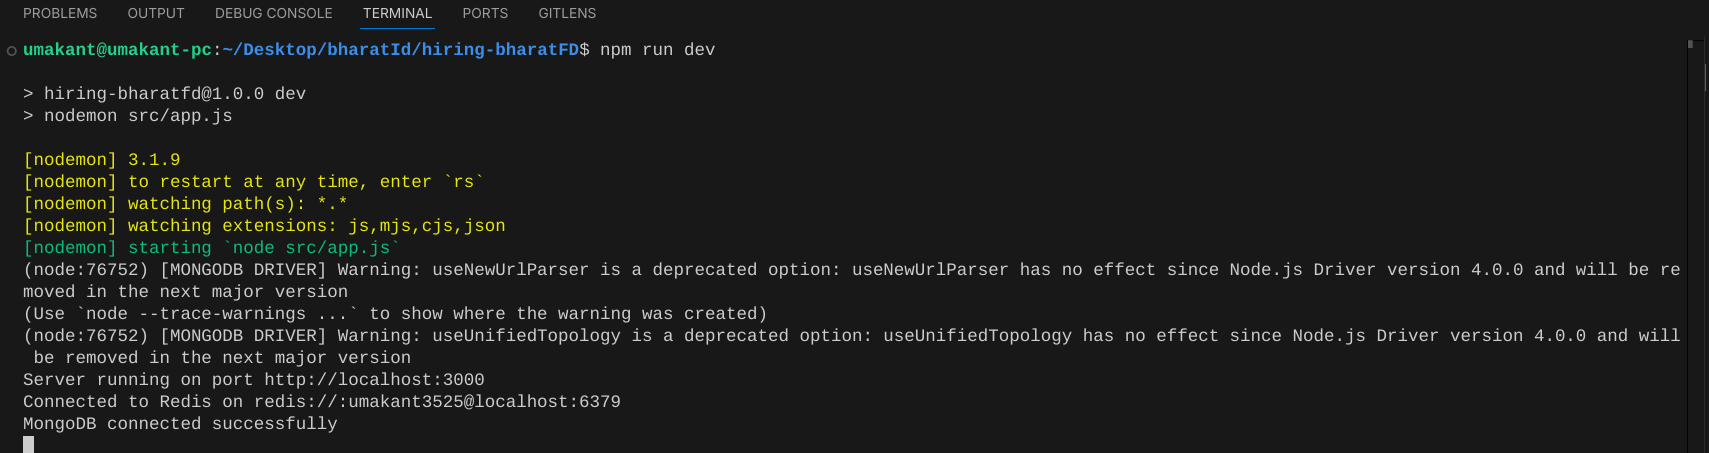 PROBLEMS OUTPUT DEBUG CONSOLE TERMINAL PORTS GITLENS
umakant@umakant-pc:~/Desktop/bharatId/hiring-bharatFD$ npm run dev
> hiring-bharatfd@1.0.0 dev
> nodemon src/app.js
[nodemon] 3.1.9
[nodemon] to restart at any time, enter `rs`
[nodemon] watching path(s): *.*
[nodemon] watching extensions: js,mjs,cjs,json
[nodemon] starting `node src/app.js`
(node:76752) [MONGODB DRIVER] Warning: useNewUrlParser is a deprecated option: useNewUrlParser has no effect since Node.js Driver version 4.0.0 and will be re
moved in the next major version
(Use `node --trace-warnings ...` to show where the warning was created)
(node:76752) [MONGODB DRIVER] Warning: useUnifiedTopology is a deprecated option: useUnifiedTopology has no effect since Node.js Driver version 4.0.0 and will
 be removed in the next major version
Server running on port http://localhost:3000
Connected to Redis on redis://:umakant3525@localhost:6379
MongoDB connected successfully